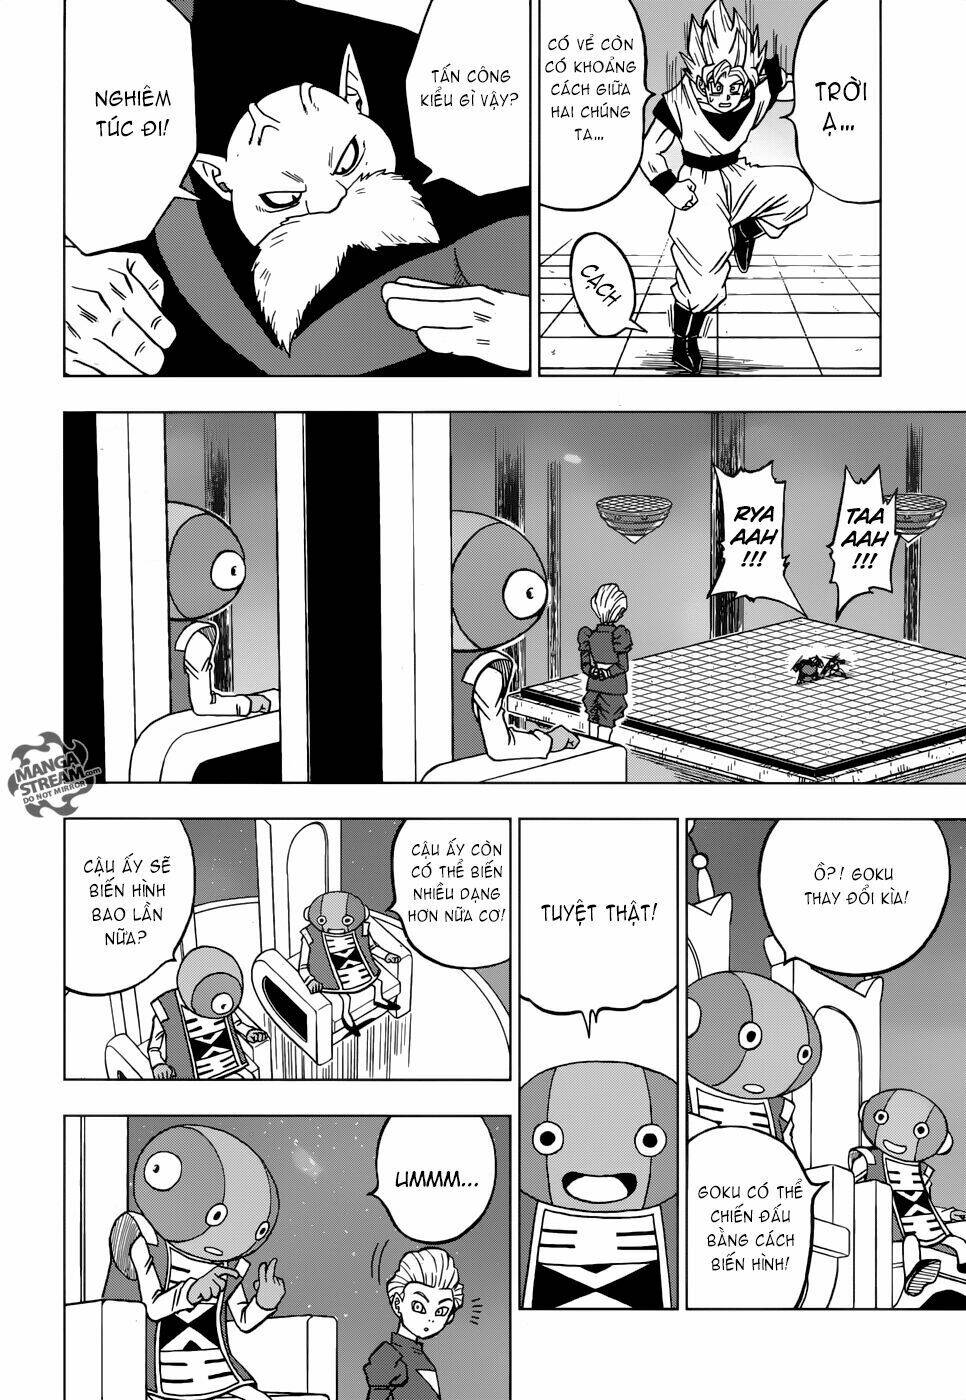 TRỜI
Ạ...
CÓ VẺ CÒN
CÓ KHOẢNG
CÁCH GIỮA
HAI CHÚNG
TA...
CẠCH
TẤN CÔNG
KIỂU GÌ VẬY?
NGHIÊM
TÚC ĐI!
TAA
AAH
!!!
RYA
AAH
!!!
MANGA
STREAM.com
DO NOT MIRROR
Ồ?! GOKU
THAY ĐỔI KÌA!
GOKU CÓ THỂ
CHIẾN ĐẤU
BẰNG CÁCH
BIẾN HÌNH!
TUYỆT THẬT!
CẬU ẤY CÒN
CÓ THỂ BIẾN
NHIỀU DẠNG
HƠN NỮA CƠ!
CẬU ẤY SẼ
BIẾN HÌNH
BAO LẦN
NỮA?
UMMM...